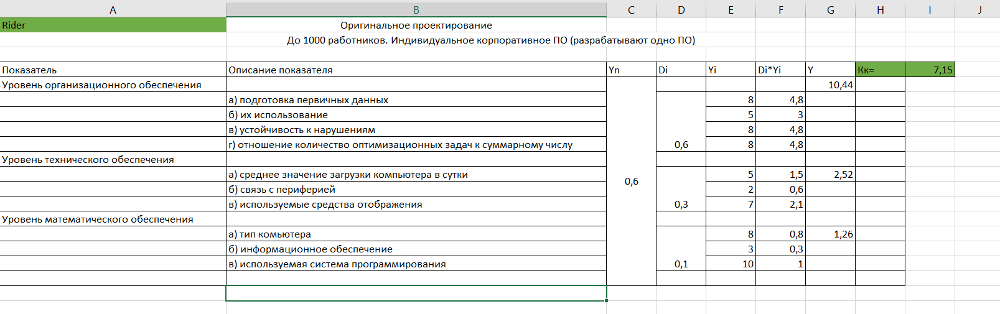 A B C D E F G H I J
Rider Оригинальное проектирование
До 1000 работников. Индивидуальное корпоративное ПО (разрабатывают одно ПО)
Показатель Описание показателя Yn Di Yi Di*Yi Y Кк= 7,15
Уровень организационного обеспечения 10,44
а) подготовка первичных данных 8 4,8
б) их использование 5 3
в) устойчивость к нарушениям 8 4,8
г) отношение количество оптимизационных задач к суммарному числу 0,6 8 4,8
Уровень технического обеспечения
а) среднее значение загрузки компьютера в сутки 5 1,5 2,52
0,6
б) связь с периферией 2 0,6
в) используемые средства отображения 0,3 7 2,1
Уровень математического обеспечения
а) тип комьютера 8 0,8 1,26
б) информационное обеспечение 3 0,3
в) используемая система программирования 0,1 10 1